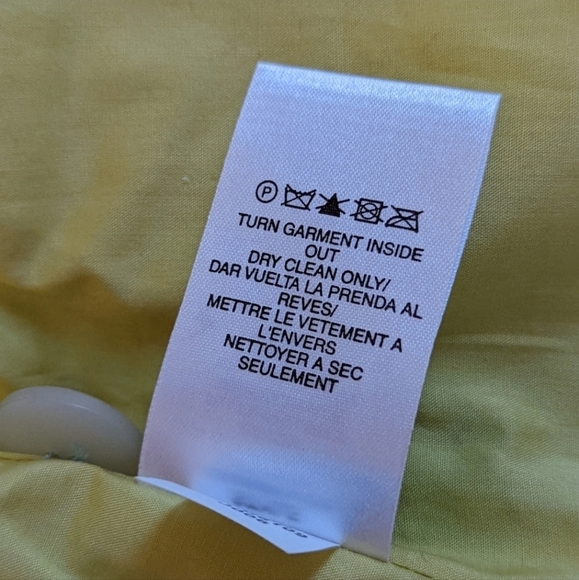 P
TURN GARMENT INSIDE
OUT
DRY CLEAN ONLY/
DAR VUELTA LA PRENDA AL
REVES/
METTRE LE VETEMENT A
L'ENVERS
NETTOYER A SEC
SEULEMENT